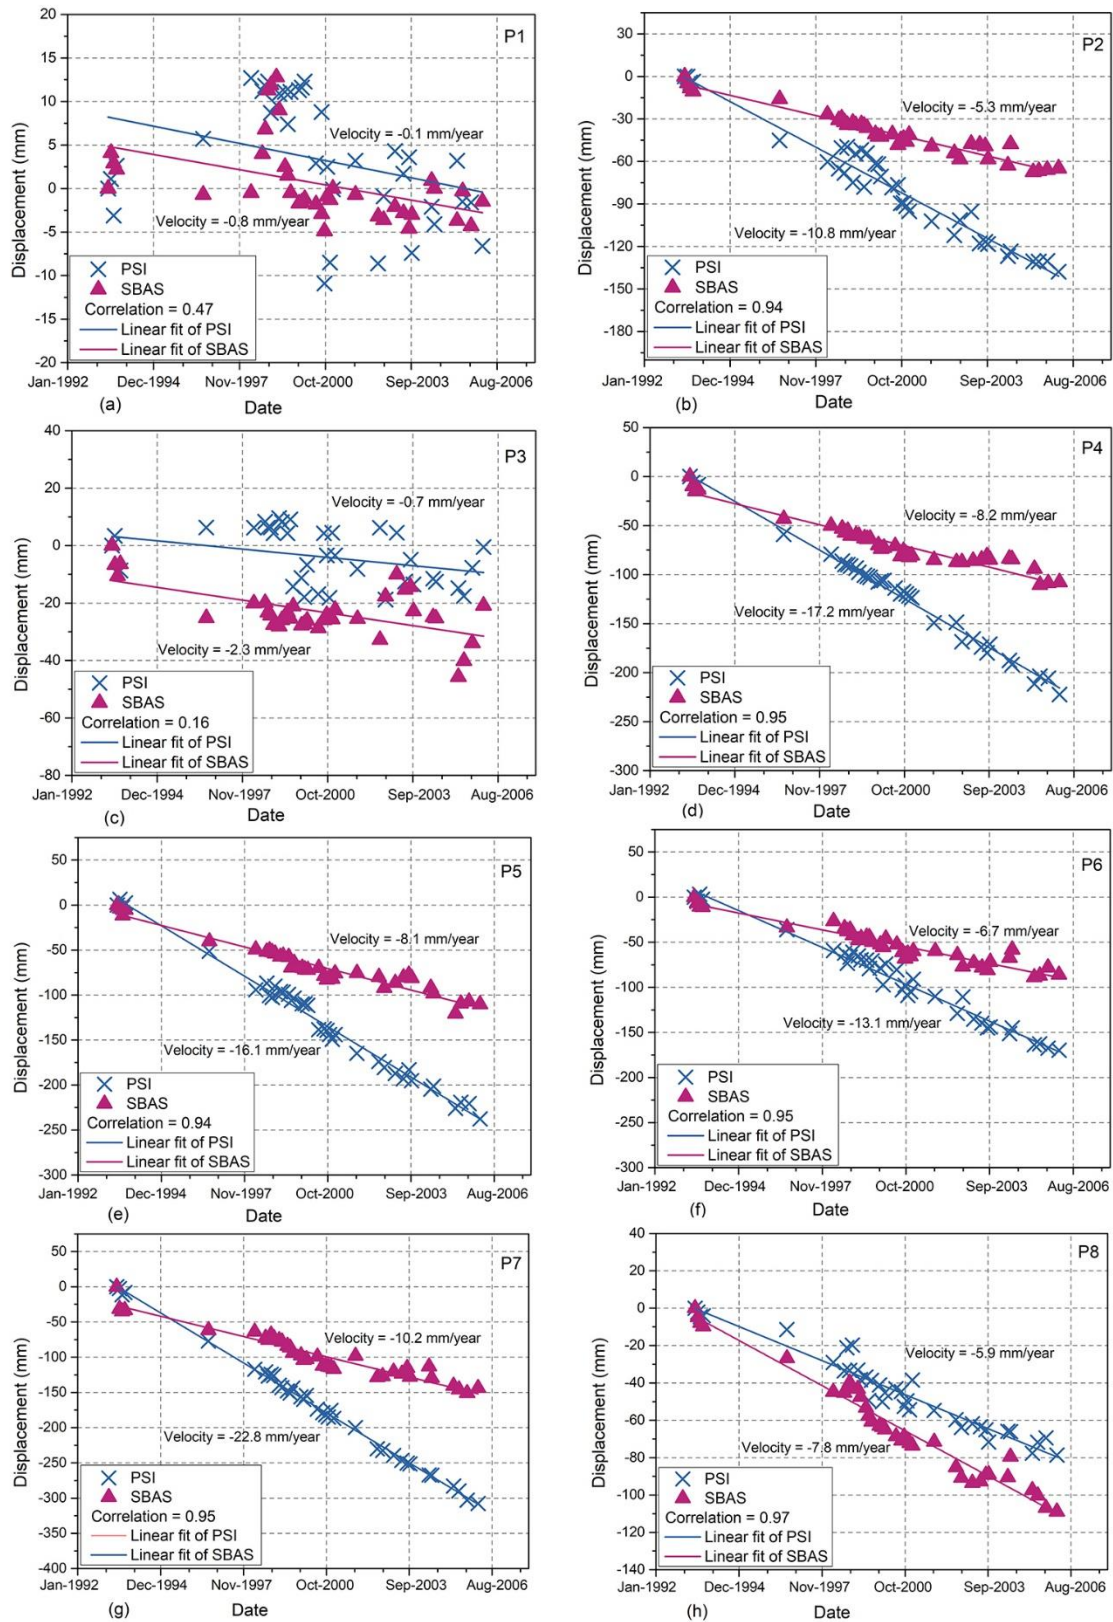 20
15
10
5
0
-5
-10
-15
-20
Displacement (mm)
P1
Velocity = -0.1 mm/year
Velocity = -0.8 mm/year
PSI
SBAS
Correlation = 0.47
Linear fit of PSI
Linear fit of SBAS
Jan-1992 Dec-1994 Nov-1997 Oct-2000 Sep-2003 Aug-2006
(a)
Date
30
0
-30
-60
-90
-120
-150
-180
Displacement (mm)
P2
Velocity = -5.3 mm/year
Velocity = -10.8 mm/year
PSI
SBAS
Correlation = 0.94
Linear fit of PSI
Linear fit of SBAS
Jan-1992 Dec-1994 Nov-1997 Oct-2000 Sep-2003 Aug-2006
(b)
Date
40
20
0
-20
-40
-60
-80
Displacement (mm)
P3
Velocity = -0.7 mm/year
Velocity = -2.3 mm/year
PSI
SBAS
Correlation = 0.16
Linear fit of PSI
Linear fit of SBAS
Jan-1992 Dec-1994 Nov-1997 Oct-2000 Sep-2003 Aug-2006
(c)
Date
50
0
-50
-100
-150
-200
-250
-300
Displacement (mm)
P4
Velocity = -8.2 mm/year
Velocity = -17.2 mm/year
PSI
SBAS
Correlation = 0.95
Linear fit of PSI
Linear fit of SBAS
Jan-1992 Dec-1994 Nov-1997 Oct-2000 Sep-2003 Aug-2006
(d)
Date
50
0
-50
-100
-150
-200
-250
-300
Displacement (mm)
P5
Velocity = -8.1 mm/year
Velocity = -16.1 mm/year
PSI
SBAS
Correlation = 0.94
Linear fit of PSI
Linear fit of SBAS
Jan-1992 Dec-1994 Nov-1997 Oct-2000 Sep-2003 Aug-2006
(e)
Date
50
0
-50
-100
-150
-200
-250
-300
Displacement (mm)
P6
Velocity = -6.7 mm/year
Velocity = -13.1 mm/year
PSI
SBAS
Correlation = 0.95
Linear fit of PSI
Linear fit of SBAS
Jan-1992 Dec-1994 Nov-1997 Oct-2000 Sep-2003 Aug-2006
(f)
Date
50
0
-50
-100
-150
-200
-250
-300
-350
-400
Displacement (mm)
P7
Velocity = -10.2 mm/year
Velocity = -22.8 mm/year
PSI
SBAS
Correlation = 0.95
Linear fit of PSI
Linear fit of SBAS
Jan-1992 Dec-1994 Nov-1997 Oct-2000 Sep-2003 Aug-2006
(g)
Date
40
20
0
-20
-40
-60
-80
-100
-120
-140
Displacement (mm)
P8
Velocity = -5.9 mm/year
Velocity = -7.8 mm/year
PSI
SBAS
Correlation = 0.97
Linear fit of PSI
Linear fit of SBAS
Jan-1992 Dec-1994 Nov-1997 Oct-2000 Sep-2003 Aug-2006
(h)
Date